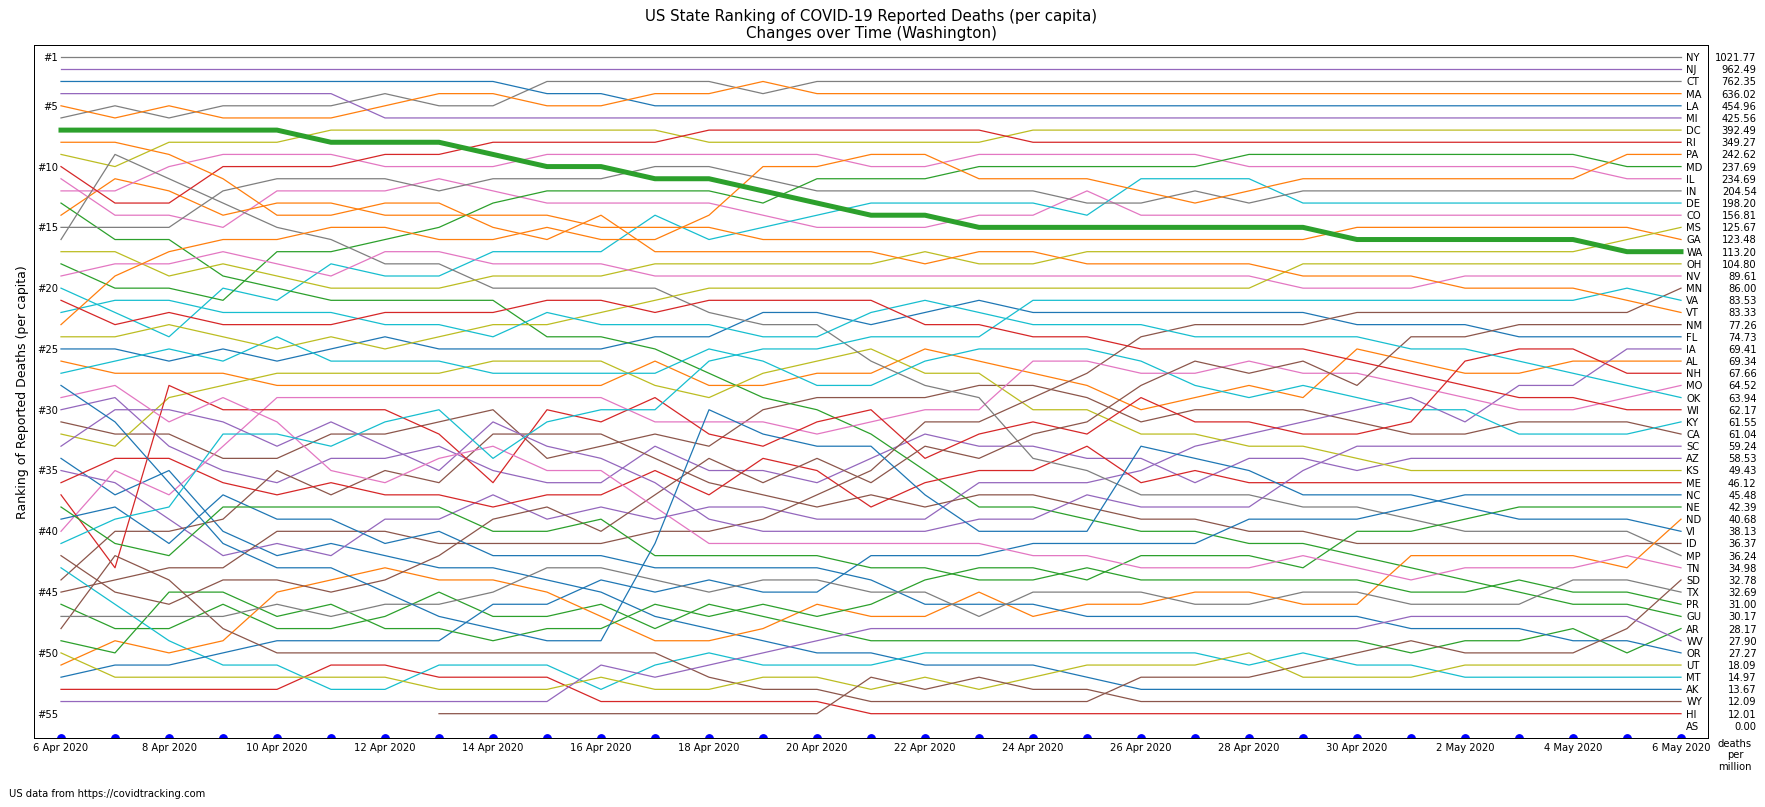 US State Ranking of COVID-19 Reported Deaths (per capita)
Changes over Time (Washington)
Ranking of Reported Deaths (per capita)
#1
#5
#10
#15
#20
#25
#30
#35
#40
#45
#50
#55
NY 1021.77
NJ 962.49
CT 762.35
MA 636.02
LA 454.96
MI 425.56
DC 392.49
RI 349.27
PA 242.62
MD 237.69
IL 234.69
IN 204.54
DE 198.20
CO 156.81
MS 125.67
GA 123.48
WA 113.20
OH 104.80
NV 89.61
MN 86.00
VA 83.53
VT 83.33
NM 77.26
FL 74.73
IA 69.41
AL 69.34
NH 67.66
MO 64.52
OK 63.94
WI 62.17
KY 61.55
CA 61.04
SC 59.24
AZ 58.53
KS 49.43
ME 46.12
NC 45.48
NE 42.39
ND 40.68
VI 38.13
ID 36.37
MP 36.24
TN 34.98
SD 32.78
TX 32.69
PR 31.00
GU 30.17
AR 28.17
WV 27.90
OR 27.27
UT 18.09
MT 14.97
AK 13.67
WY 12.09
HI 12.01
AS 0.00
6 Apr 2020 8 Apr 2020 10 Apr 2020 12 Apr 2020 14 Apr 2020 16 Apr 2020 18 Apr 2020 20 Apr 2020 22 Apr 2020 24 Apr 2020 26 Apr 2020 28 Apr 2020 30 Apr 2020 2 May 2020 4 May 2020 6 May 2020
deaths
per
million
US data from https://covidtracking.com